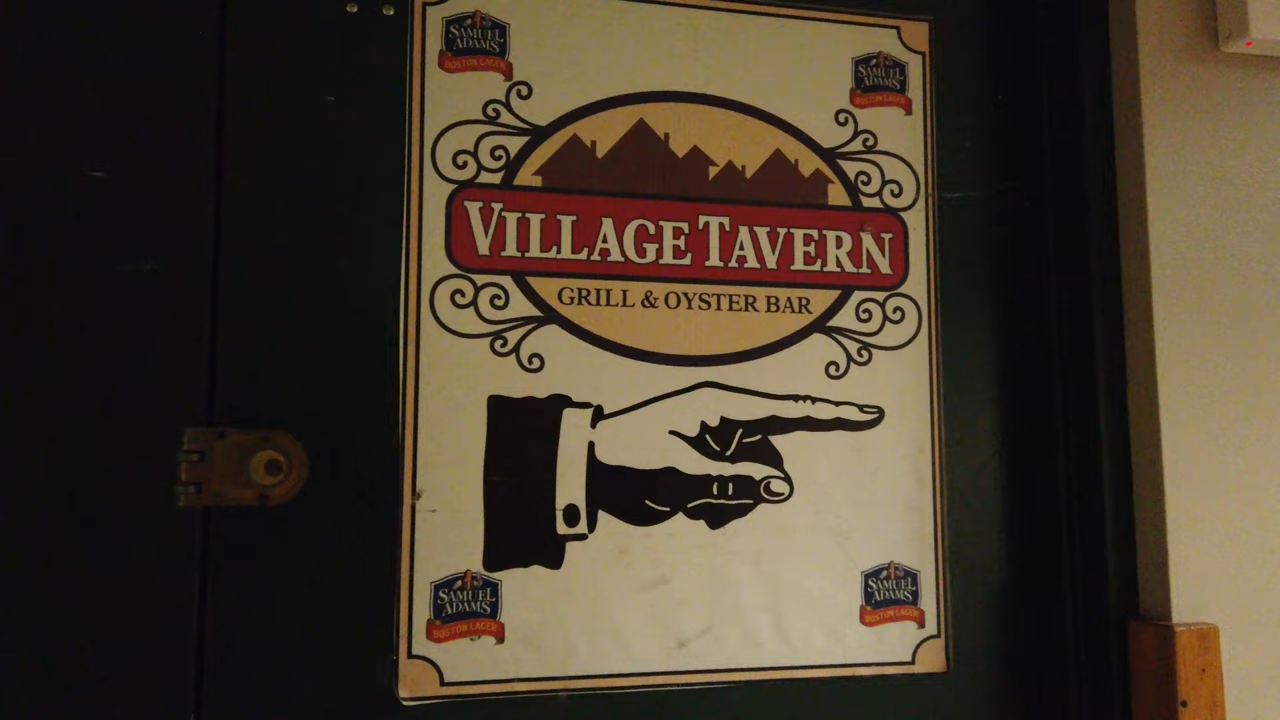 SAMUEL
ADAMS
BOSTON LAGER
SAMUEL
ADAMS
BOSTON LAGER
VILLAGE TAVERN
GRILL & OYSTER BAR
SAMUEL
ADAMS
BOSTON LAGER
SAMUEL
ADAMS
BOSTON LAGER